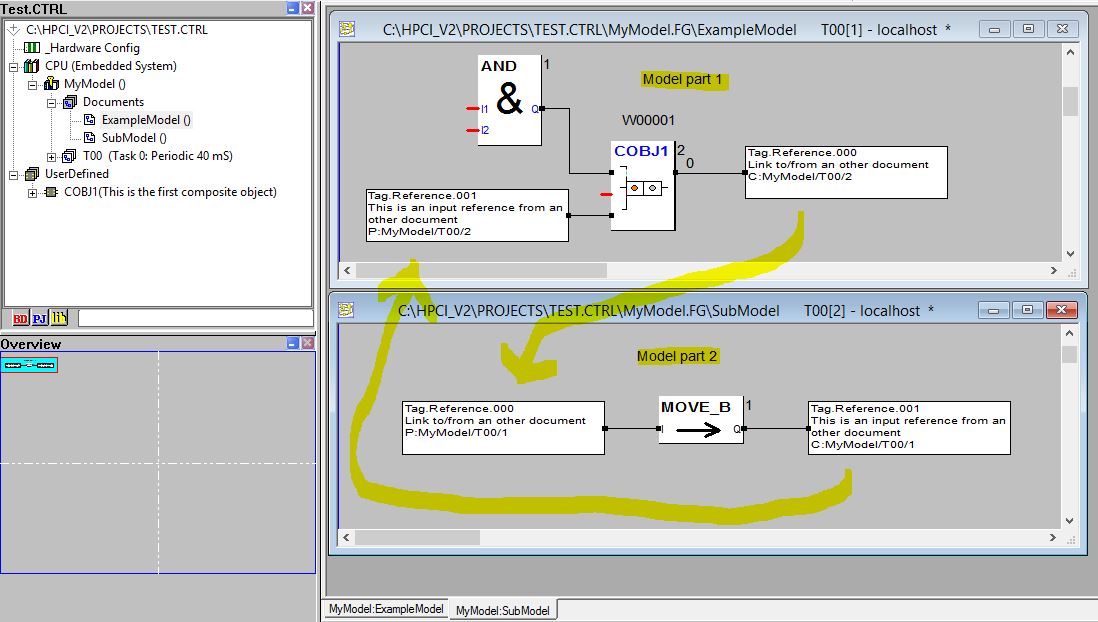 Test.CTRL
C:\HPCI_V2\PROJECTS\TEST.CTRL
_Hardware Config
CPU (Embedded System)
MyModel ()
Documents
ExampleModel ()
SubModel ()
T00 (Task 0: Periodic 40 mS)
UserDefined
COBJ1(This is the first composite object)
BD PJ
Overview
C:\HPCI_V2\PROJECTS\TEST.CTRL\MyModel.FG\ExampleModel T00[1] - localhost *
AND 1
Model part 1
&
I1 Q
I2
W00001
COBJ1 2
0
Tag.Reference.000
Link to/from an other document
C:MyModel/T00/2
Tag.Reference.001
This is an input reference from an
other document
P:MyModel/T00/2
C:\HPCI_V2\PROJECTS\TEST.CTRL\MyModel.FG\SubModel T00[2] - localhost *
Model part 2
Tag.Reference.000
Link to/from an other document
P:MyModel/T00/1
MOVE_B 1
I Q
Tag.Reference.001
This is an input reference from an
other document
C:MyModel/T00/1
MyModel:ExampleModel MyModel:SubModel